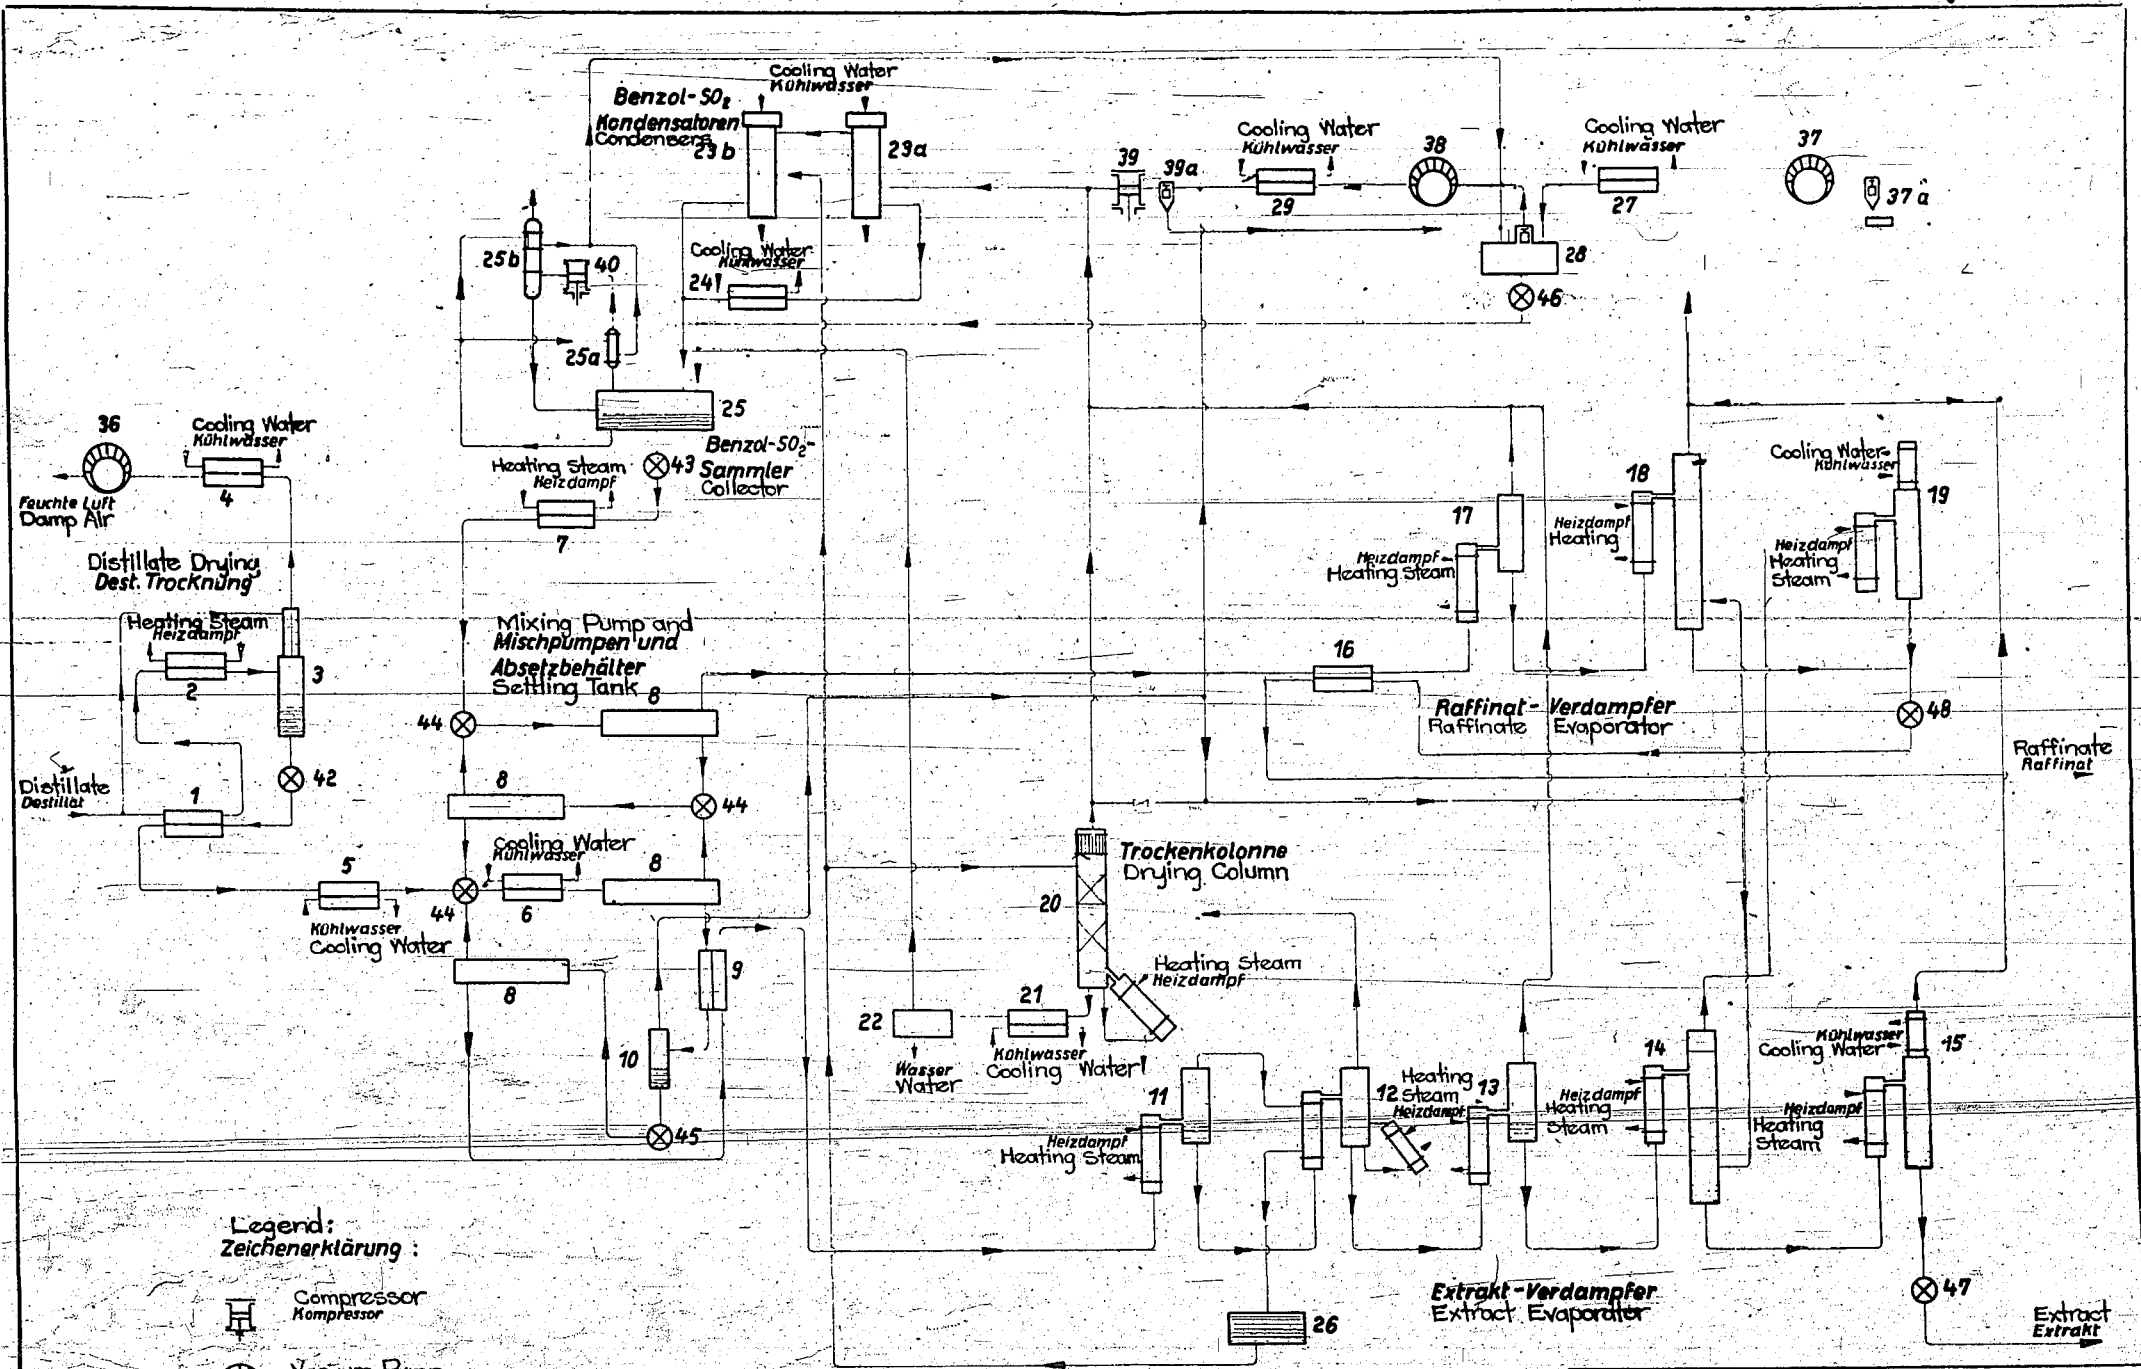 Cooling Water
Kühlwasser
Benzol-SO2
Kondensatoren
Condensers
23b
23a
Cooling Water
Kühlwasser
39
39a
29
38
Cooling Water
Kühlwasser
27
37
37a
28
46
25b
40
Cooling Water
Kühlwasser
24
25a
25
Benzol-SO2-
Sammler
Collector
43
Heating Steam
Heizdampf
7
36
Cooling Water
Kühlwasser
4
Feuchte Luft
Damp Air
Distillate Drying
Dest. Trocknung
Heating Steam
Heizdampf
2
3
42
Distillate
Destillat
1
5
Kühlwasser
Cooling Water
Mixing Pump and
Mischpumpen und
Absetzbehälter
Settling Tank
8
44
8
44
Cooling Water
Kühlwasser
8
44
6
8
9
10
45
17
Heizdampf
Heating Steam
18
Heizdampf
Heating
Cooling Water
Kühlwasser
19
Heizdampf
Heating
Steam
16
Raffinat-Verdampfer
Raffinate Evaporator
48
Raffinate
Raffinat
Trockenkolonne
Drying Column
20
Heating Steam
Heizdampf
21
22
Kühlwasser
Cooling Water
Wasser
Water
11
Heizdampf
Heating Steam
12
Heating
Steam
Heizdampf
13
14
Heizdampf
Heating
Steam
Kühlwasser
Cooling Water
15
Heizdampf
Heating
Steam
47
Extrakt-Verdampfer
Extract Evaporator
26
Extract
Extrakt
Legend:
Zeichenerklärung:
Compressor
Kompressor